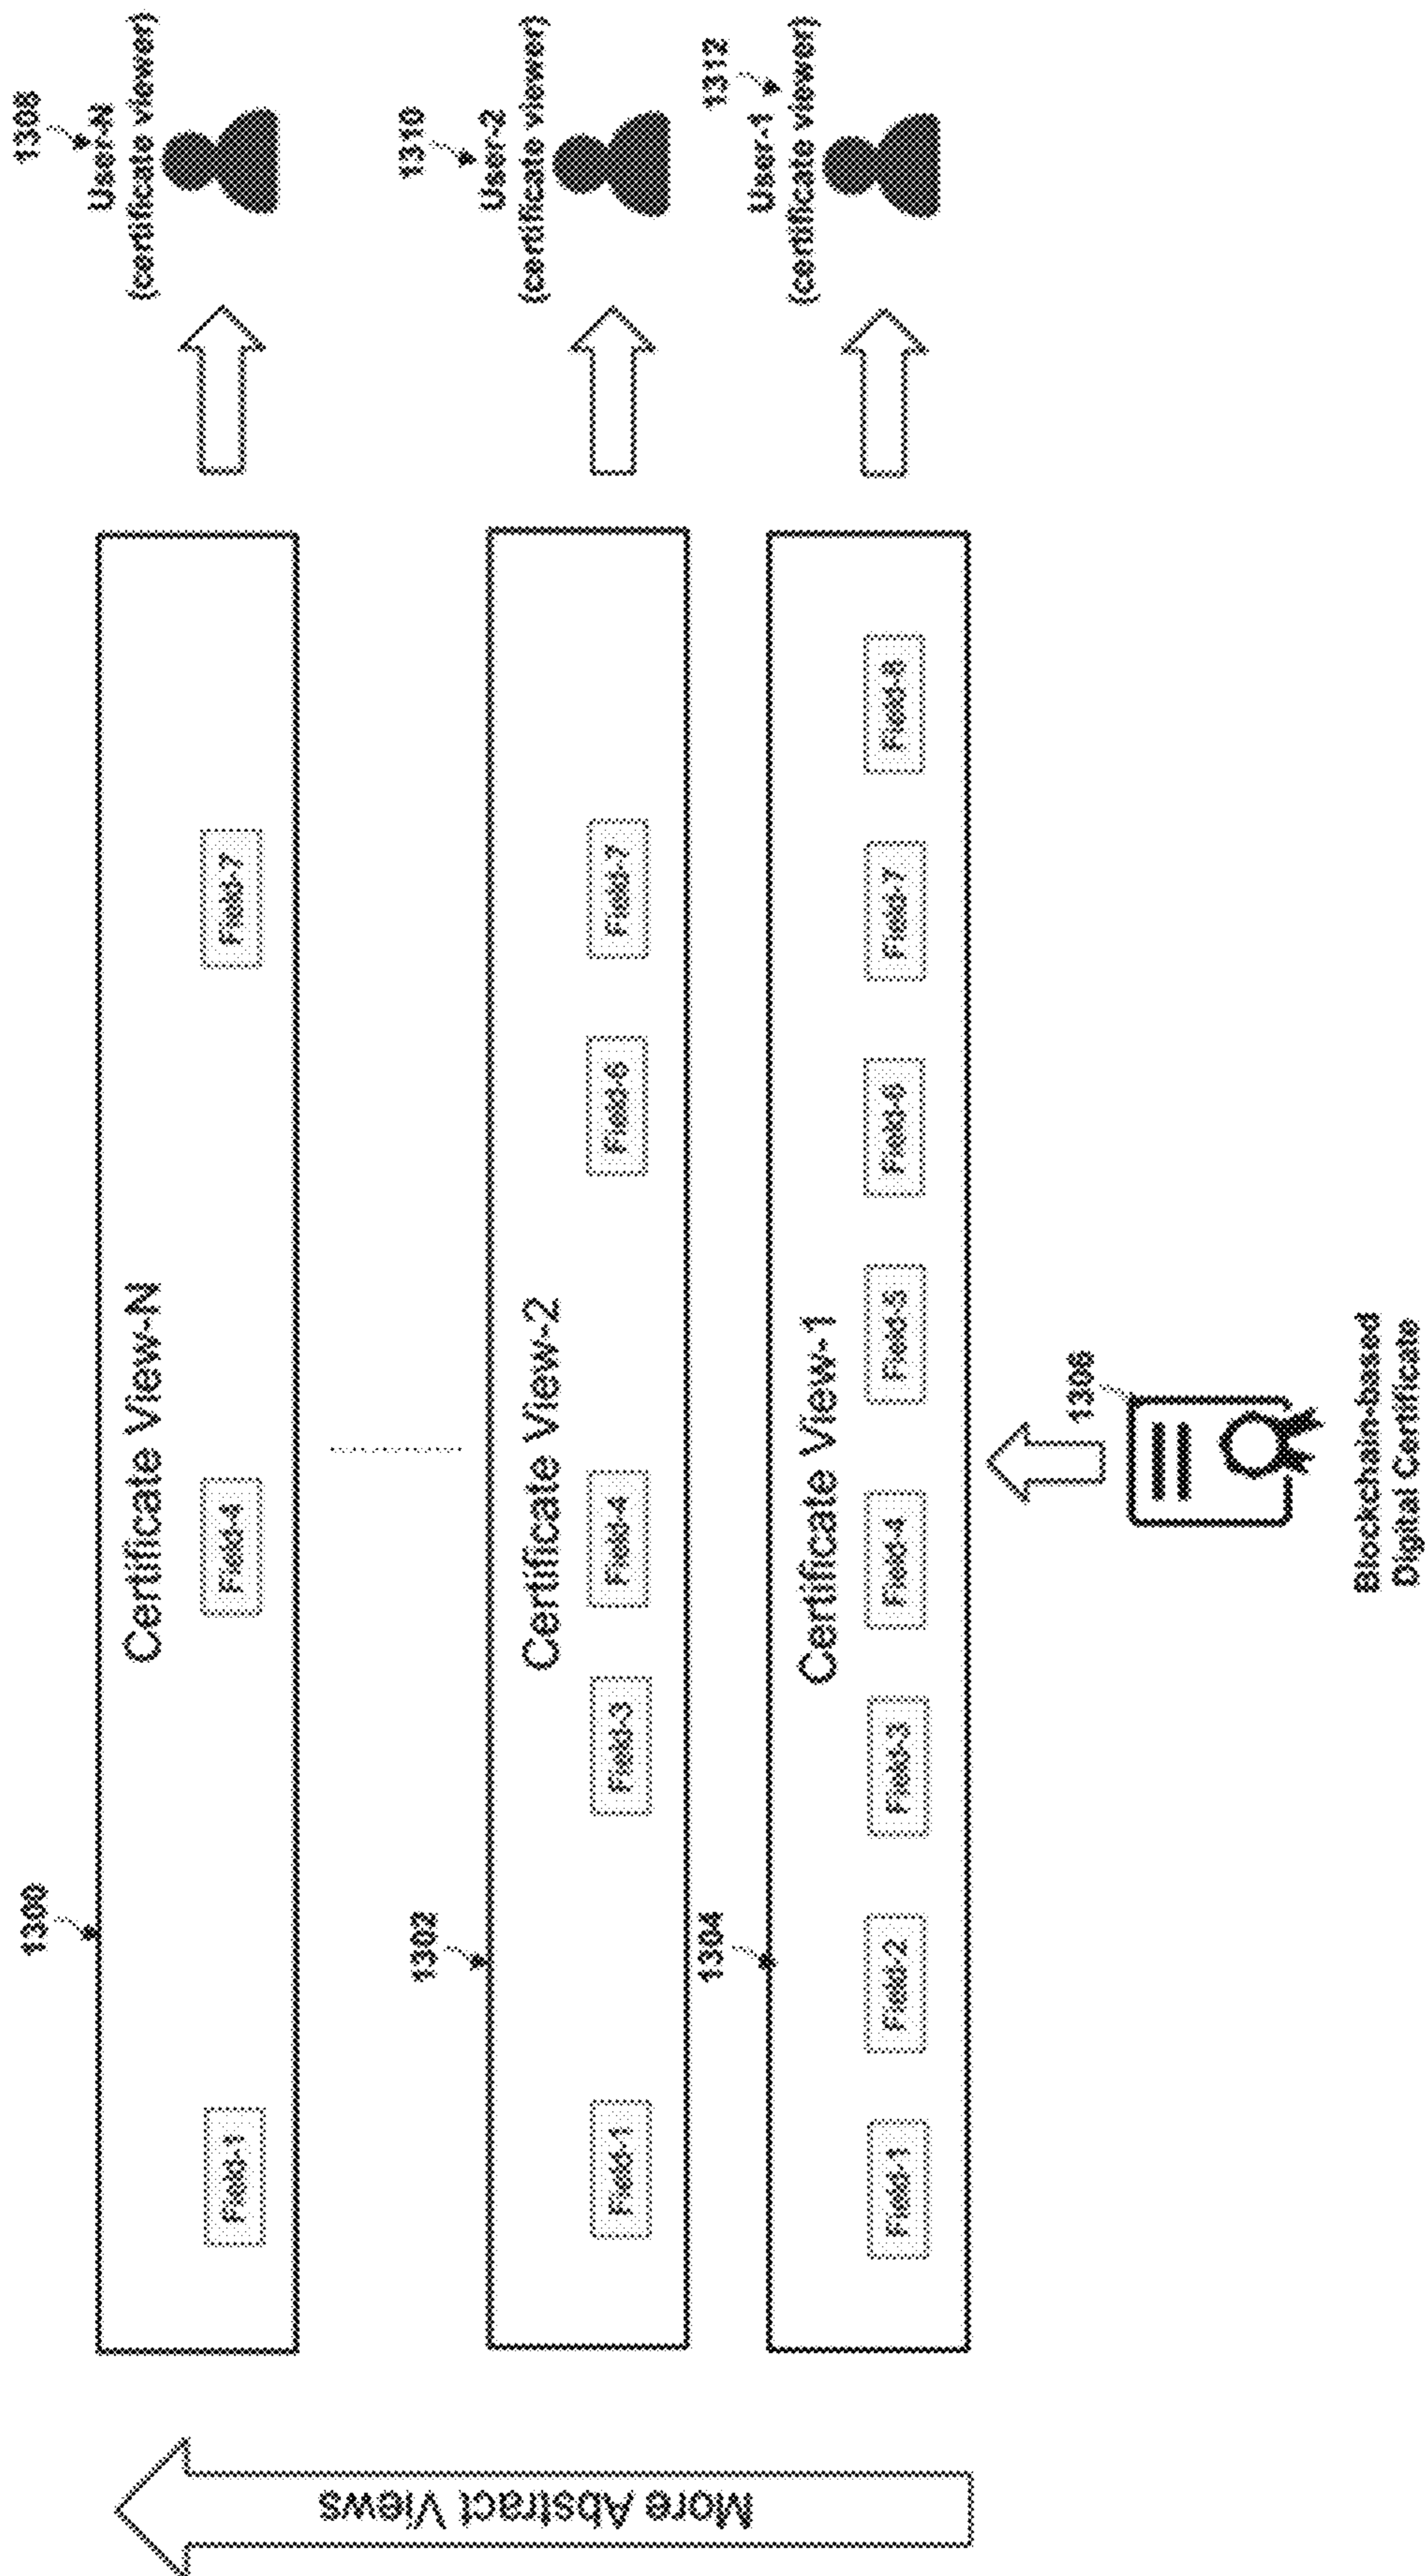 More Abstract Views
1300
Certificate View-N
Field-1
Field-4
Field-7
1308
User-N
(certificate viewer)
1302
Certificate View-2
Field-1
Field-3
Field-4
Field-6
Field-7
1310
User-2
(certificate viewer)
1304
Certificate View-1
Field-1
Field-2
Field-3
Field-4
Field-5
Field-6
Field-7
Field-8
1312
User-1
(certificate viewer)
1306
Blockchain-based
Digital Certificate